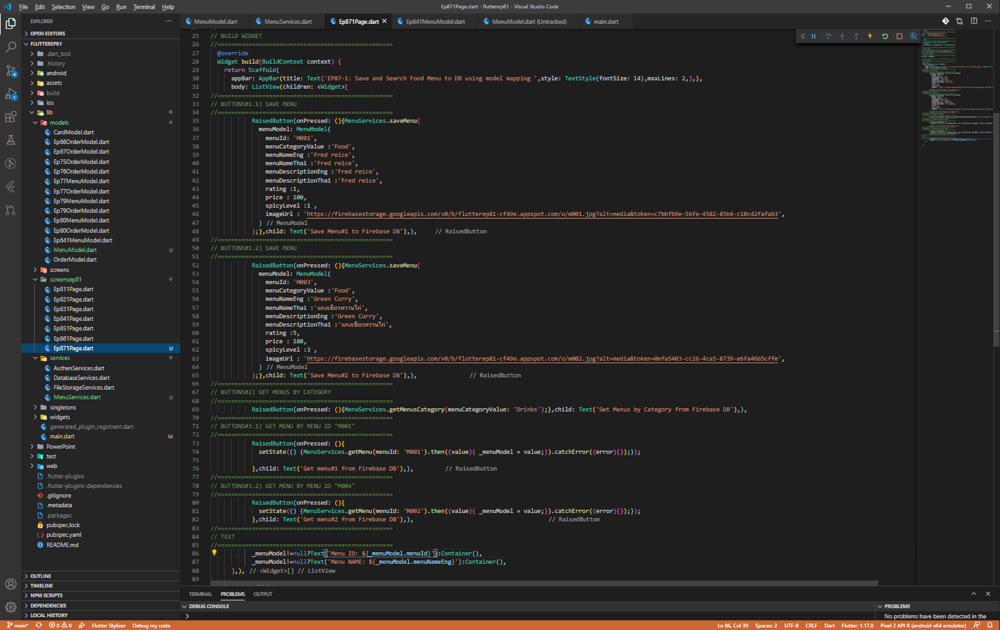 File Edit Selection View Go Run Terminal Help
Ep871Page.dart - flutterep81 - Visual Studio Code
EXPLORER
OPEN EDITORS
FLUTTEREP81
.dart_tool
.history
android
assets
build
ios
lib
models
CardModel.dart
Ep66OrderModel.dart
Ep67OrderModel.dart
Ep75OrderModel.dart
Ep76OrderModel.dart
Ep77MenuModel.dart
Ep77OrderModel.dart
Ep79MenuModel.dart
Ep79OrderModel.dart
Ep80MenuModel.dart
Ep80OrderModel.dart
Ep641MenuModel.dart
MenuModel.dart U
OrderModel.dart
screens
screensep81
Ep811Page.dart
Ep821Page.dart
Ep831Page.dart
Ep841Page.dart
Ep851Page.dart
Ep861Page.dart
Ep871Page.dart U
services
AuthenServices.dart
DatabaseServices.dart
FileStorageServices.dart
MenuServices.dart U
singletons
widgets
generated_plugin_registrant.dart
main.dart M
PowerPoint
test
web
.flutter-plugins
.flutter-plugins-dependencies
.gitignore
.metadata
.packages
pubspec.lock
pubspec.yaml
README.md
OUTLINE
TIMELINE
NPM SCRIPTS
DEPENDENCIES
LOCAL HISTORY
MenuModel.dart MenuServices.dart Ep871Page.dart Ep641MenuModel.dart MenuModel.dart (Untracked) main.dart
25 // BUILD WIDGET
26 //===================================================
27 @override
28 Widget build(BuildContext context) {
29 return Scaffold(
30 appBar: AppBar(title: Text('EP87-1: Save and Search Food Menu to DB using model mapping ',style: TextStyle(fontSize: 14),maxLines: 2,),),
31 body: ListView(children: <Widget>[
32 //===================================================
33 // BUTTONS#1.1) SAVE MENU
34 //===================================================
35 RaisedButton(onPressed: (){MenuServices.saveMenu(
36 menuModel: MenuModel(
37 menuId: 'M001',
38 menuCategoryValue :'Food',
39 menuNameEng :'Fred reice',
40 menuNameThai :'Fred reice',
41 menuDescriptionEng :'Fred reice',
42 menuDescriptionThai :'Fred reice',
43 rating :1,
44 price : 100,
45 spicyLevel :1 ,
46 imageUrl : 'https://firebasestorage.googleapis.com/v0/b/flutterep81-cf49e.appspot.com/o/m001.jpg?alt=media&token=c7bbfb9e-56fe-4582-85b4-c10c42fafab3',
47 ) // MenuModel
48 );},child: Text('Save Menu#1 to Firebase DB'),), // RaisedButton
49 //===================================================
50 // BUTTONS#1.2) SAVE MENU
51 //===================================================
52 RaisedButton(onPressed: (){MenuServices.saveMenu(
53 menuModel: MenuModel(
54 menuId: 'M003',
55 menuCategoryValue :'Food',
56 menuNameEng :'Green Curry',
57 menuNameThai :'แกงเขียวหวานไก่',
58 menuDescriptionEng :'Green Curry',
59 menuDescriptionThai :'แกงเขียวหวานไก่',
60 rating :5,
61 price : 180,
62 spicyLevel :3 ,
63 imageUrl : 'https://firebasestorage.googleapis.com/v0/b/flutterep81-cf49e.appspot.com/o/m002.jpg?alt=media&token=0efa5403-cc26-4ca5-8739-e6fa4665cffe',
64 ) // MenuModel
65 );},child: Text('Save Menu#2 to Firebase DB'),), // RaisedButton
66 //===================================================
67 // BUTTONS#2) GET MENUS BY CATEGORY
68 //===================================================
69 RaisedButton(onPressed: (){MenuServices.getMenusCategory(menuCategoryValue: 'Drinks');},child: Text('Get Menus by Category from Firebase DB'),),
70 //===================================================
71 // BUTTONS#3.1) GET MENU BY MENU ID "M001"
72 //===================================================
73 RaisedButton(onPressed: (){
74 setState(() {MenuServices.getMenu(menuId: 'M001').then((value){ _menuModel = value;}).catchError((error){});});
75
76 },child: Text('Get menu#1 from Firebase DB'),), // RaisedButton
77 //===================================================
78 // BUTTONS#3.2) GET MENU BY MENU ID "M004"
79 //===================================================
80 RaisedButton(onPressed: (){
81 setState(() {MenuServices.getMenu(menuId: 'M002').then((value){ _menuModel = value;}).catchError((error){});});
82 },child: Text('Get menu#2 from Firebase DB'),), // RaisedButton
83 //===================================================
84 // TEXT
85 //===================================================
86 _menuModel!=null?Text('Menu ID: ${_menuModel.menuId}'):Container(),
87 _menuModel!=null?Text('Menu NAME: ${_menuModel.menuNameEng}'):Container(),
88 ],), // <Widget>[] // ListView
89
TERMINAL PROBLEMS OUTPUT
DEBUG CONSOLE
PROBLEMS
No problems have been detected in the
main* 0 0 Flutter Stylizer Debug my code
Ln 86, Col 39 Spaces: 2 UTF-8 CRLF Dart Flutter: 1.17.0 Pixel 2 API R (android-x64 emulator)